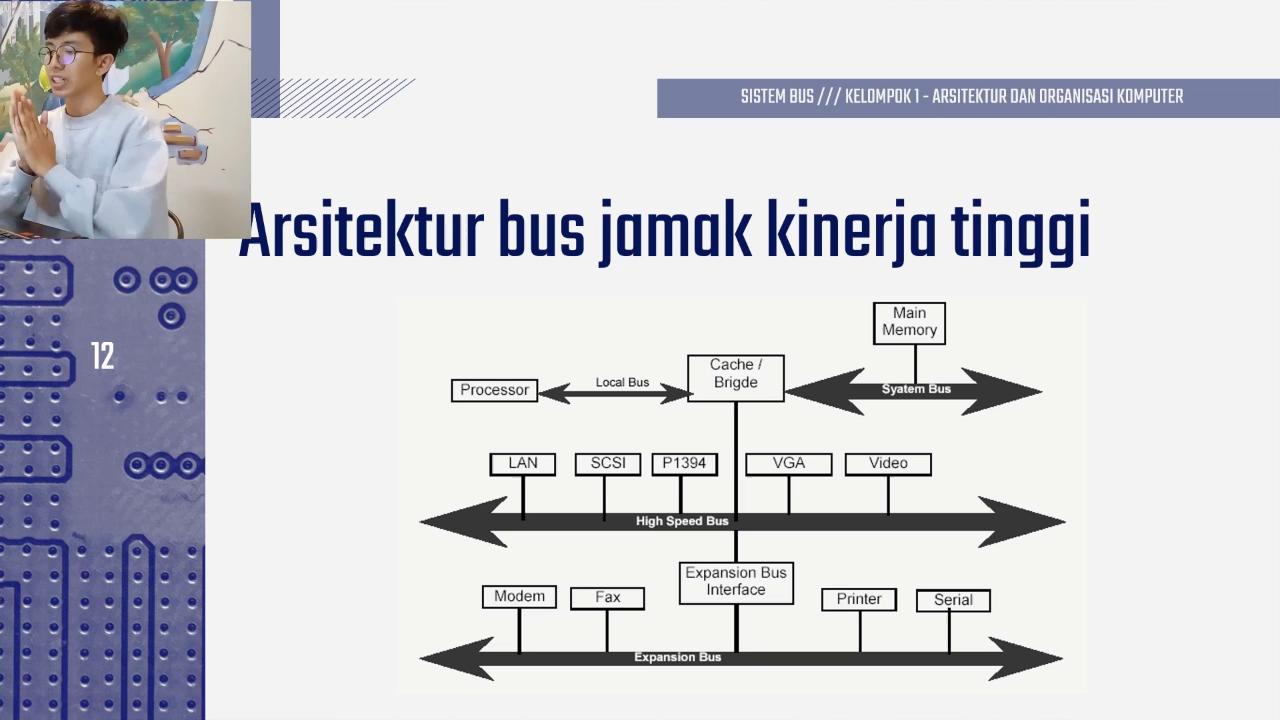 SISTEM BUS /// KELOMPOK 1 - ARSITEKTUR DAN ORGANISASI KOMPUTER
Arsitektur bus jamak kinerja tinggi
12
Main
Memory
Cache /
Brigde
Processor
Local Bus
Syatem Bus
LAN
SCSI
P1394
VGA
Video
High Speed Bus
Expansion Bus
Interface
Modem
Fax
Printer
Serial
Expansion Bus